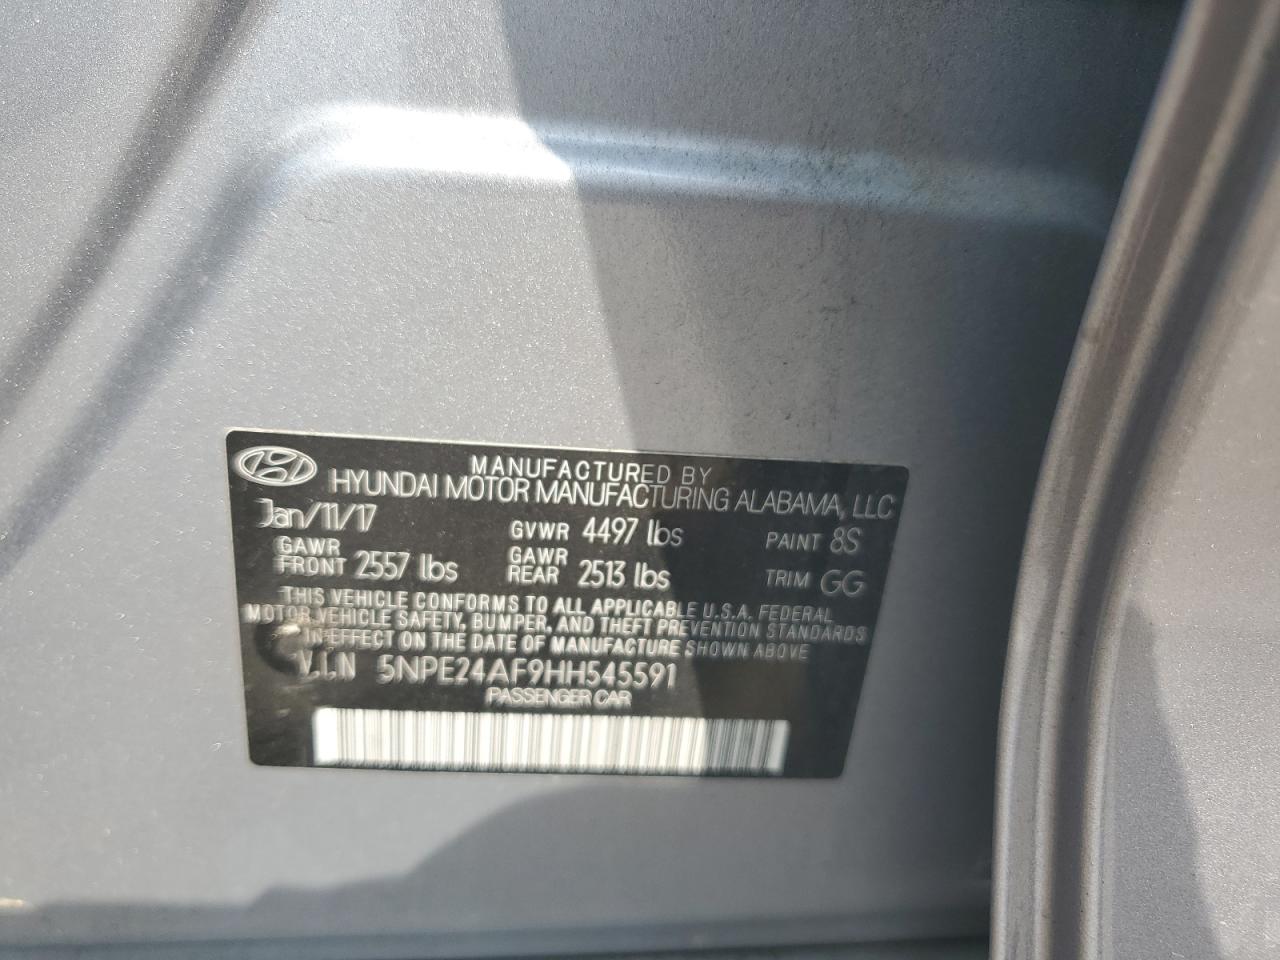 MANUFACTURED BY
HYUNDAI MOTOR MANUFACTURING ALABAMA, LLC
Jan/11/17 GVWR 4497 lbs PAINT 8S
GAWR FRONT 2557 lbs GAWR REAR 2513 lbs TRIM GG
THIS VEHICLE CONFORMS TO ALL APPLICABLE U.S.A. FEDERAL
MOTOR VEHICLE SAFETY, BUMPER, AND THEFT PREVENTION STANDARDS
IN EFFECT ON THE DATE OF MANUFACTURE SHOWN ABOVE
V.I.N 5NPE24AF9HH545591
PASSENGER CAR